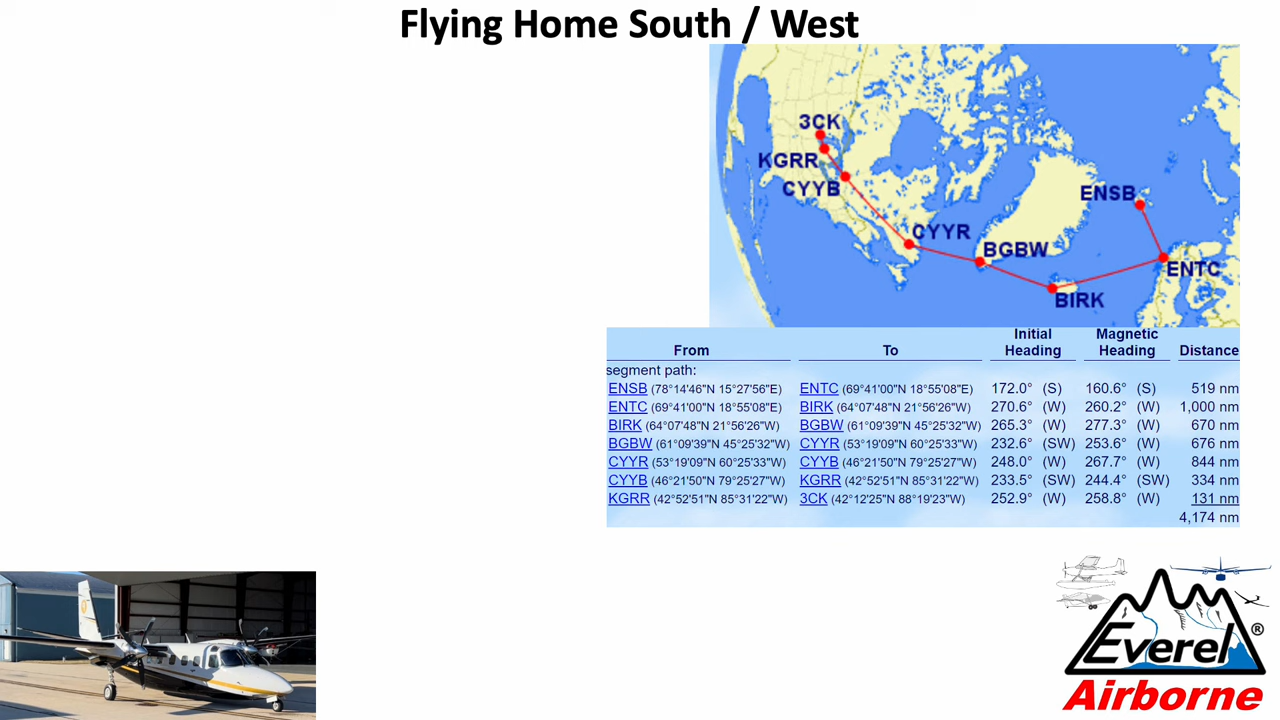 Flying Home South / West
3CK
KGRR
CYYB
ENSB
CYYR
BGBW
ENTC
BIRK
From To Initial Heading Magnetic Heading Distance
segment path:
ENSB (78°14'46"N 15°27'56"E) ENTC (69°41'00"N 18°55'08"E) 172.0° (S) 160.6° (S) 519 nm
ENTC (69°41'00"N 18°55'08"E) BIRK (64°07'48"N 21°56'26"W) 270.6° (W) 260.2° (W) 1,000 nm
BIRK (64°07'48"N 21°56'26"W) BGBW (61°09'39"N 45°25'32"W) 265.3° (W) 277.3° (W) 670 nm
BGBW (61°09'39"N 45°25'32"W) CYYR (53°19'09"N 60°25'33"W) 232.6° (SW) 253.6° (W) 676 nm
CYYR (53°19'09"N 60°25'33"W) CYYB (46°21'50"N 79°25'27"W) 248.0° (W) 267.7° (W) 844 nm
CYYB (46°21'50"N 79°25'27"W) KGRR (42°52'51"N 85°31'22"W) 233.5° (SW) 244.4° (SW) 334 nm
KGRR (42°52'51"N 85°31'22"W) 3CK (42°12'25"N 88°19'23"W) 252.9° (W) 258.8° (W) 131 nm
4,174 nm
Everel®
Airborne